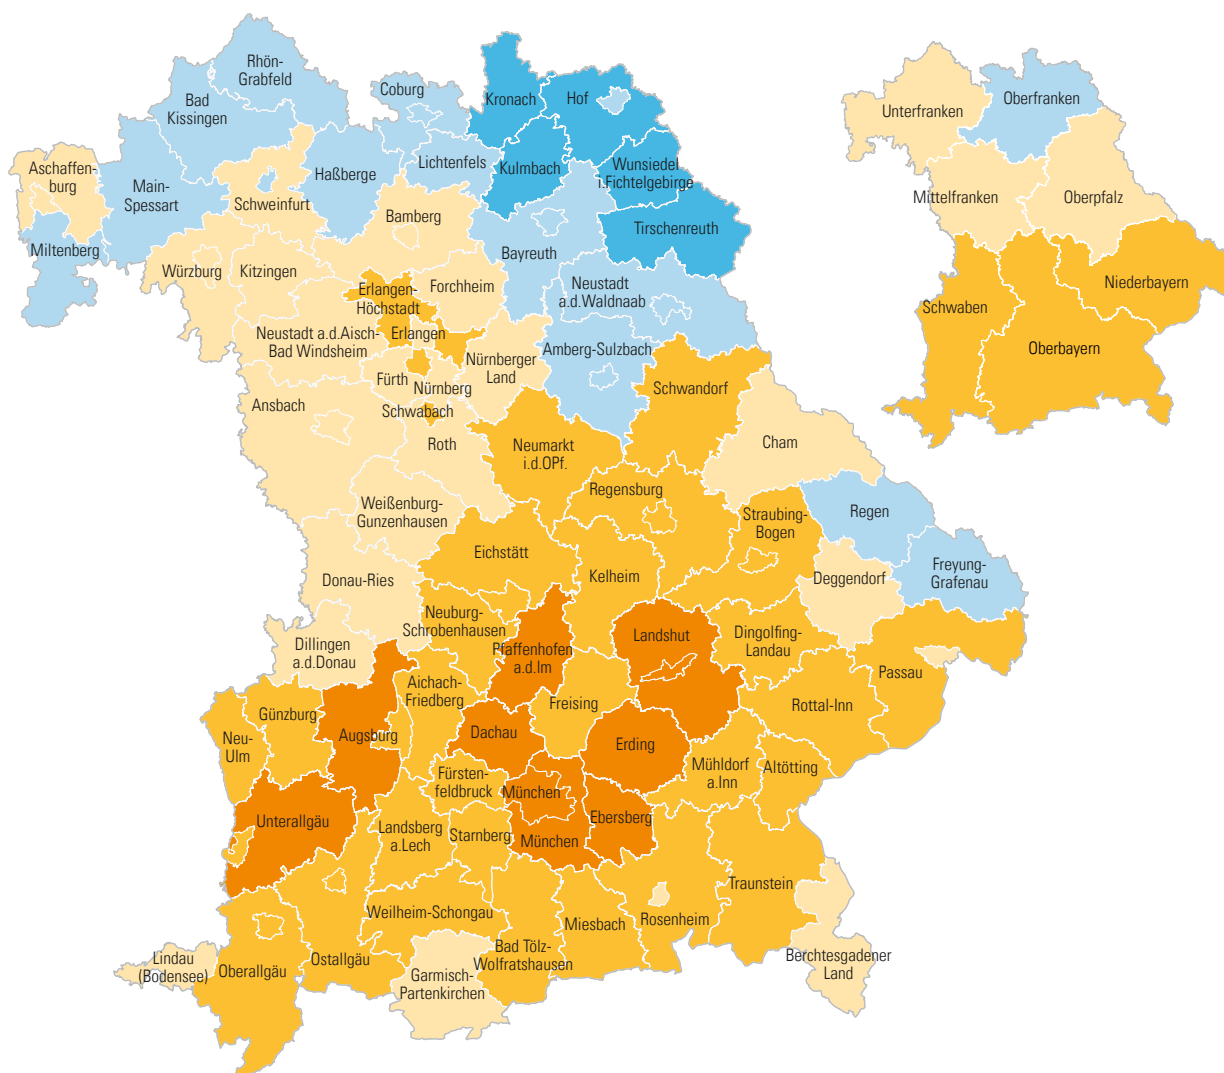 Rhön-
Grabfeld
Coburg
Kronach
Hof
Bad
Kissingen
Lichtenfels
Kulmbach
Wunsiedel
i.Fichtelgebirge
Aschaffen-
burg
Main-
Spessart
Haßberge
Schweinfurt
Bamberg
Tirschenreuth
Miltenberg
Bayreuth
Würzburg
Kitzingen
Erlangen-
Höchstadt
Forchheim
Neustadt
a.d.Waldnaab
Neustadt a.d.Aisch-
Bad Windsheim
Erlangen
Amberg-Sulzbach
Nürnberger
Land
Fürth
Nürnberg
Schwandorf
Ansbach
Schwabach
Roth
Neumarkt
i.d.OPf.
Cham
Regensburg
Weißenburg-
Gunzenhausen
Straubing-
Bogen
Regen
Eichstätt
Freyung-
Grafenau
Donau-Ries
Kelheim
Deggendorf
Neuburg-
Schrobenhausen
Dillingen
a.d.Donau
Pfaffenhofen
a.d.Ilm
Landshut
Dingolfing-
Landau
Aichach-
Friedberg
Freising
Passau
Rottal-Inn
Günzburg
Neu-
Ulm
Augsburg
Dachau
Erding
Mühldorf
a.Inn
Altötting
Fürsten-
feldbruck
München
Unterallgäu
Landsberg
a.Lech
Starnberg
München
Ebersberg
Traunstein
Weilheim-Schongau
Miesbach
Rosenheim
Bad Tölz-
Wolfratshausen
Lindau
(Bodensee)
Oberallgäu
Ostallgäu
Garmisch-
Partenkirchen
Berchtesgadener
Land
Unterfranken
Oberfranken
Mittelfranken
Oberpfalz
Schwaben
Niederbayern
Oberbayern